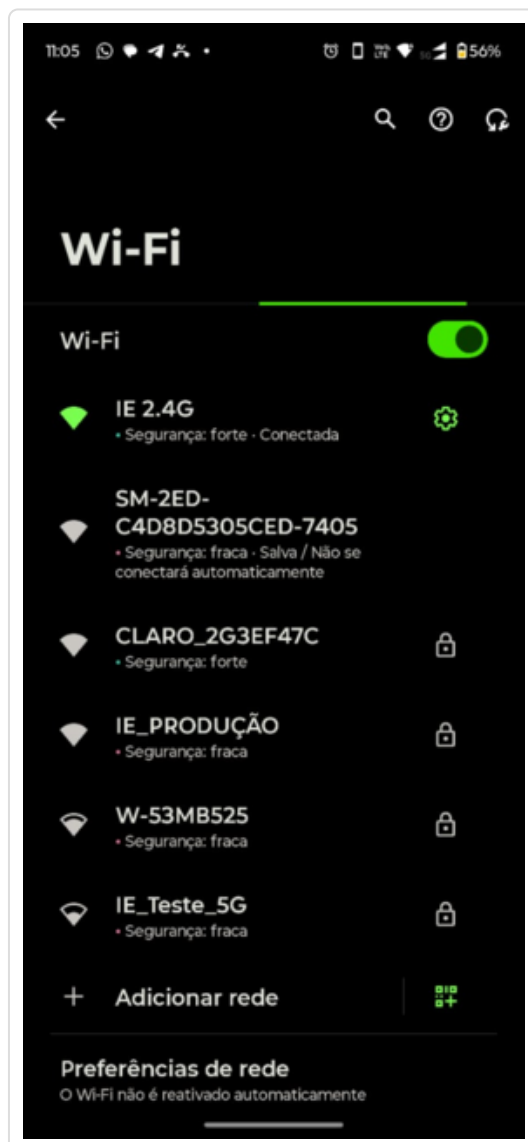 11:05 56%
Wi-Fi
Wi-Fi
IE 2.4G
• Segurança: forte · Conectada
SM-2ED-
C4D8D5305CED-7405
• Segurança: fraca · Salva / Não se
conectará automaticamente
CLARO_2G3EF47C
• Segurança: forte
IE_PRODUÇÃO
• Segurança: fraca
W-53MB525
• Segurança: fraca
IE_Teste_5G
• Segurança: fraca
Adicionar rede
Preferências de rede
O Wi-Fi não é reativado automaticamente